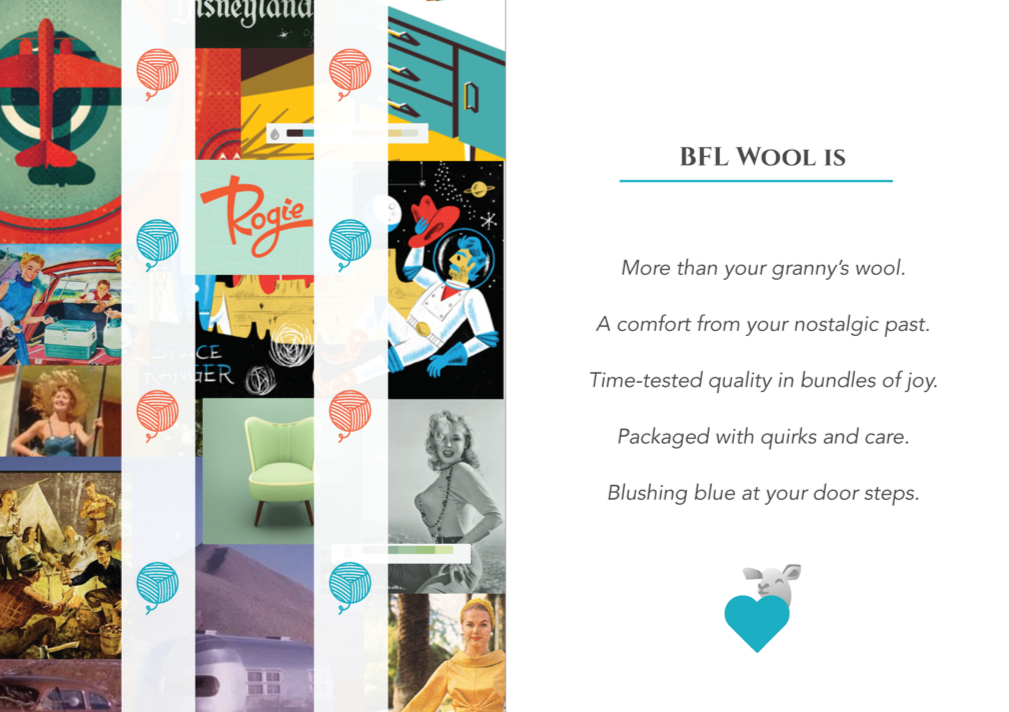 Disneyland
Rogie
SPACE
RANGER
BFL WOOL IS
More than your granny’s wool.
A comfort from your nostalgic past.
Time-tested quality in bundles of joy.
Packaged with quirks and care.
Blushing blue at your door steps.